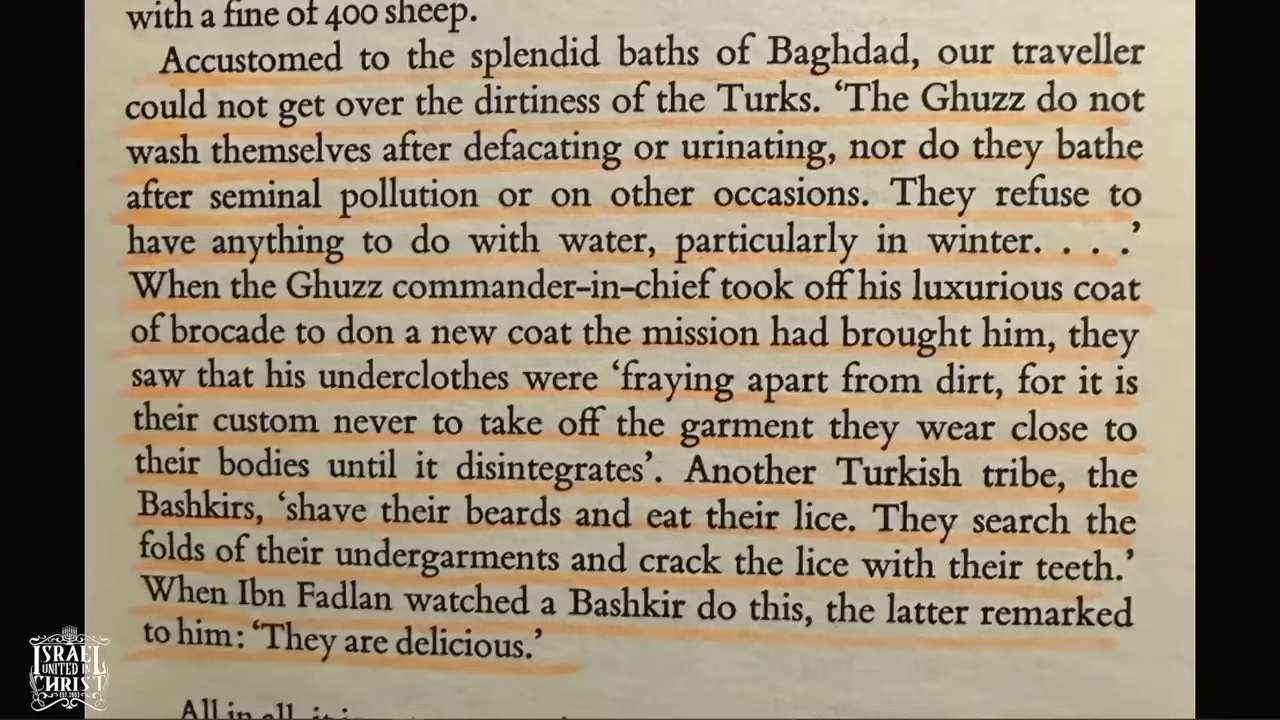 with a fine of 400 sheep.
Accustomed to the splendid baths of Baghdad, our traveller
could not get over the dirtiness of the Turks. ‘The Ghuzz do not
wash themselves after defacating or urinating, nor do they bathe
after seminal pollution or on other occasions. They refuse to
have anything to do with water, particularly in winter. . . .’
When the Ghuzz commander-in-chief took off his luxurious coat
of brocade to don a new coat the mission had brought him, they
saw that his underclothes were ‘fraying apart from dirt, for it is
their custom never to take off the garment they wear close to
their bodies until it disintegrates’. Another Turkish tribe, the
Bashkirs, ‘shave their beards and eat their lice. They search the
folds of their undergarments and crack the lice with their teeth.’
When Ibn Fadlan watched a Bashkir do this, the latter remarked
to him: ‘They are delicious.’
All in all, it is
ISRAEL
UNITED IN
CHRIST
EST. 2003